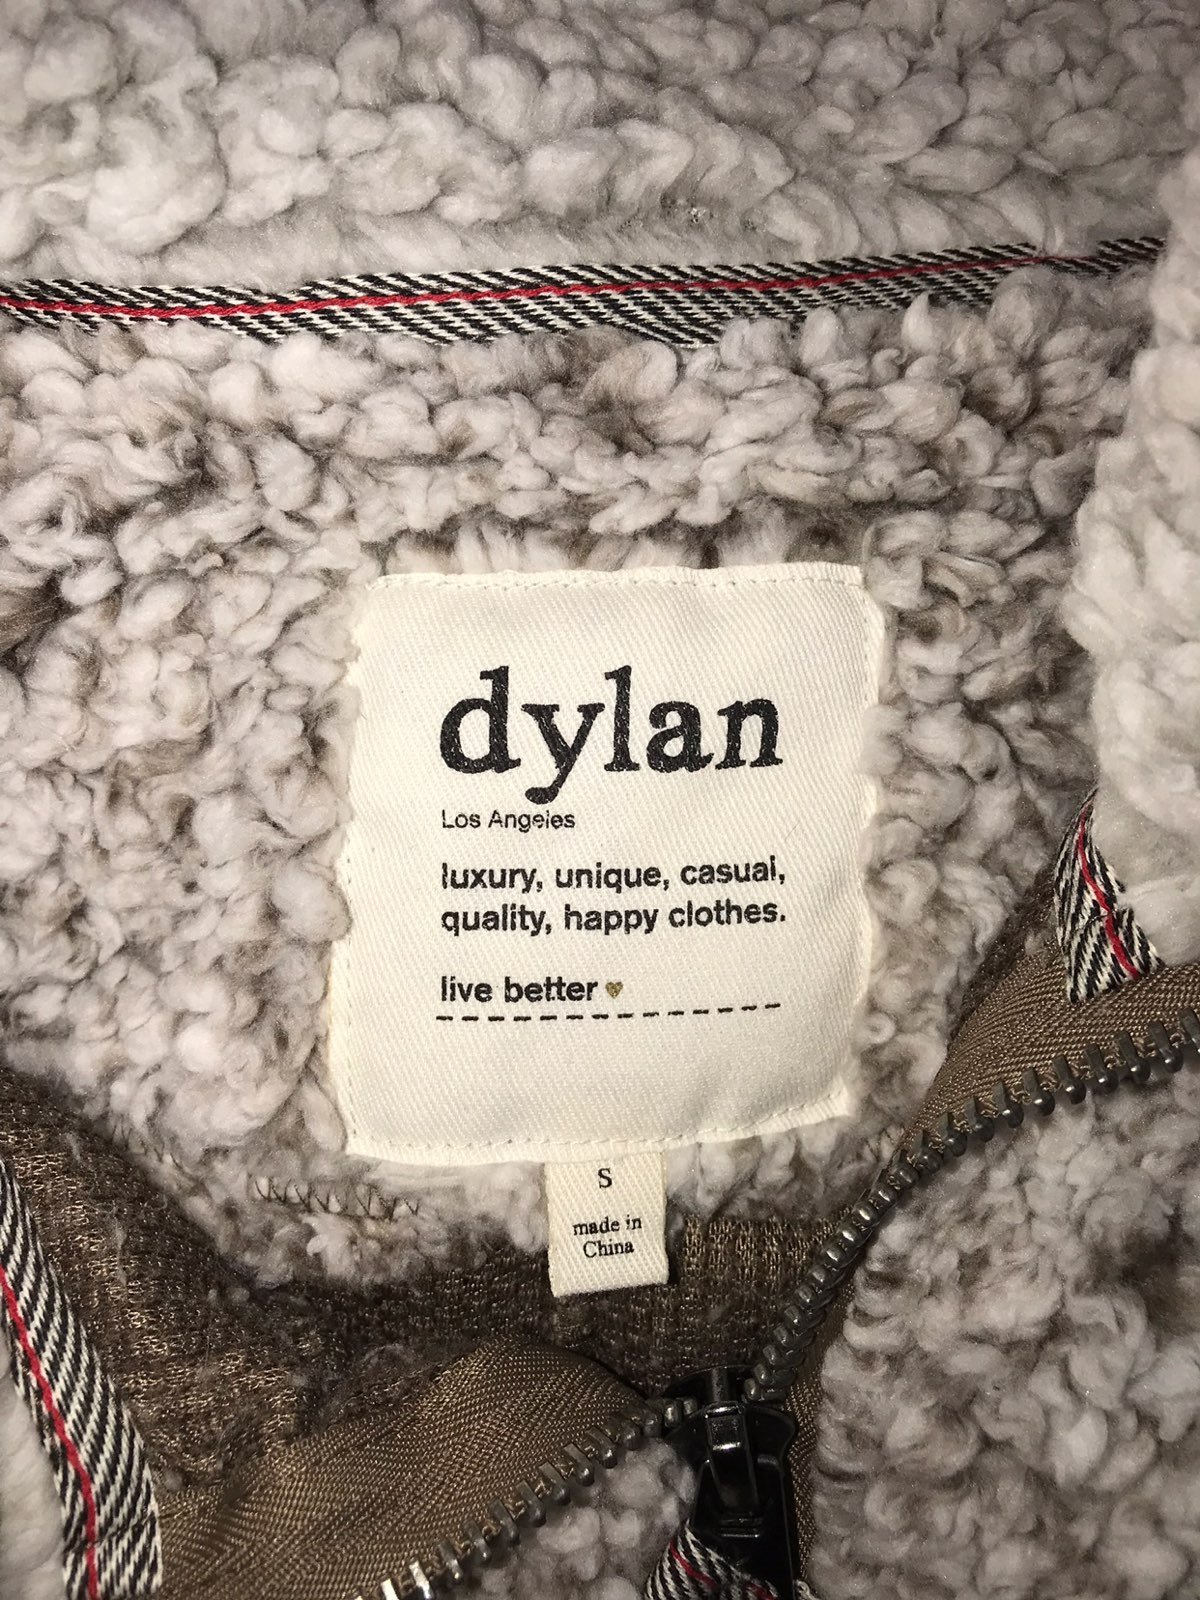 dylan
Los Angeles
luxury, unique, casual,
quality, happy clothes.
live better
S
made in
China